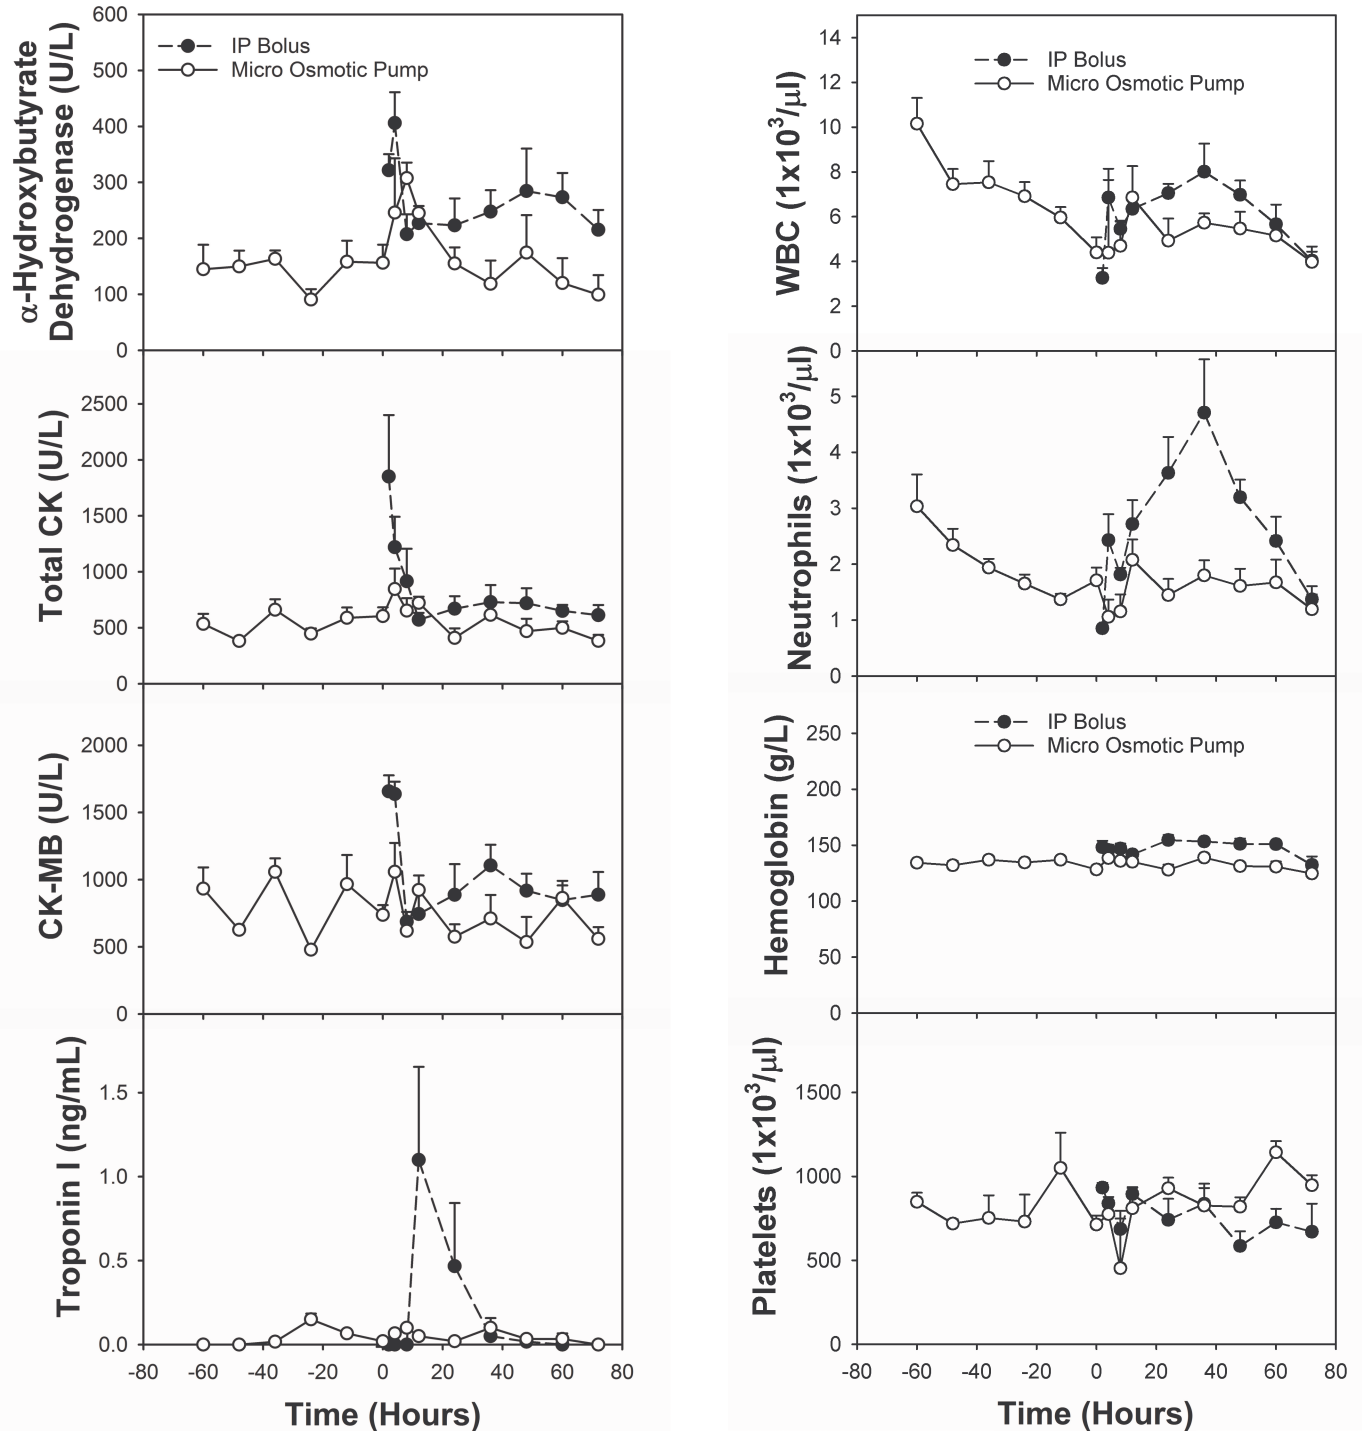 α-Hydroxybutyrate
Dehydrogenase (U/L)
600
500
400
300
200
100
0
IP Bolus
Micro Osmotic Pump
Total CK (U/L)
2500
2000
1500
1000
500
0
CK-MB (U/L)
2000
1500
1000
500
0
Troponin I (ng/mL)
1.5
1.0
0.5
0.0
-80 -60 -40 -20 0 20 40 60 80
Time (Hours)
WBC (1x10³/µl)
14
12
10
8
6
4
2
0
IP Bolus
Micro Osmotic Pump
Neutrophils (1x10³/µl)
5
4
3
2
1
0
Hemoglobin (g/L)
250
200
150
100
50
0
IP Bolus
Micro Osmotic Pump
Platelets (1x10³/µl)
1500
1000
500
0
-80 -60 -40 -20 0 20 40 60 80
Time (Hours)